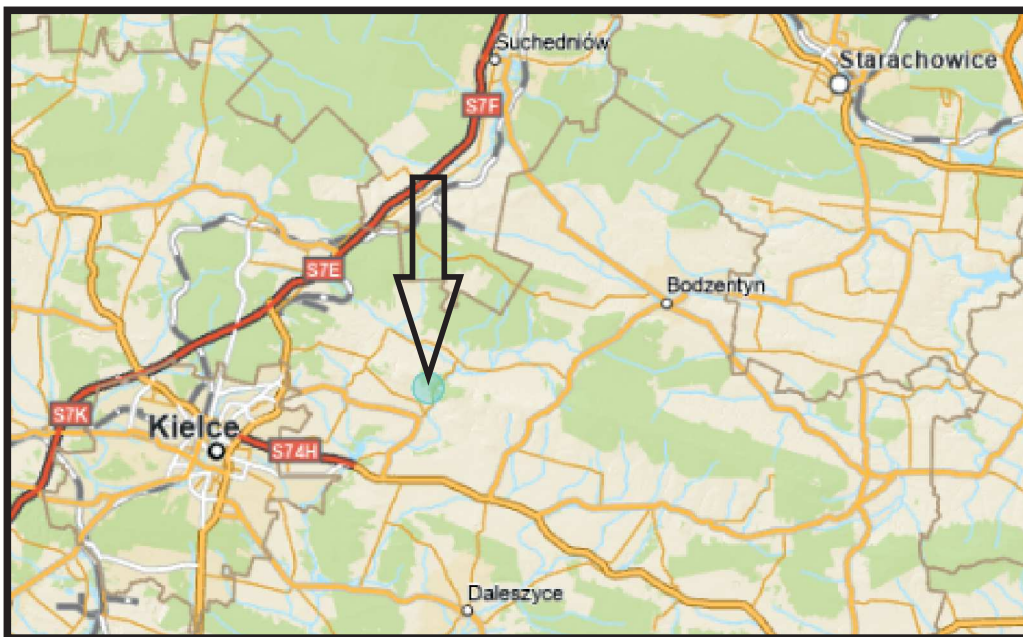 Suchedniów
Starachowice
S7F
S7E
Bodzentyn
S7K
Kielce
S74H
Daleszyce